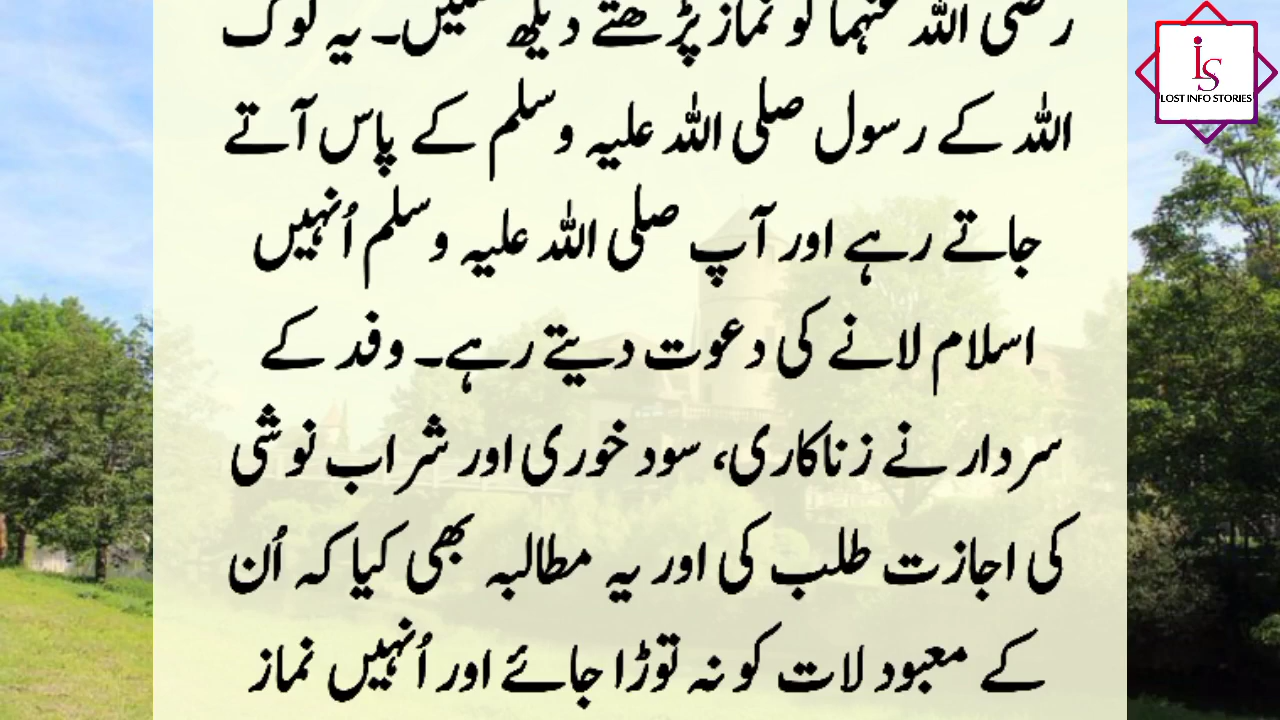 رضی اللہ عنہما کو نماز پڑھتے دیکھ سکیں۔ یہ لوگ
اللہ کے رسول صلی اللہ علیہ وسلم کے پاس آتے
جاتے رہے اور آپ صلی اللہ علیہ وسلم اُنہیں
اسلام لانے کی دعوت دیتے رہے۔ وفد کے
سردار نے زناکاری، سود خوری اور شراب نوشی
کی اجازت طلب کی اور یہ مطالبہ بھی کیا کہ اُن
کے معبود لات کو نہ توڑا جائے اور اُنہیں نماز
LS
LOST INFO STORIES